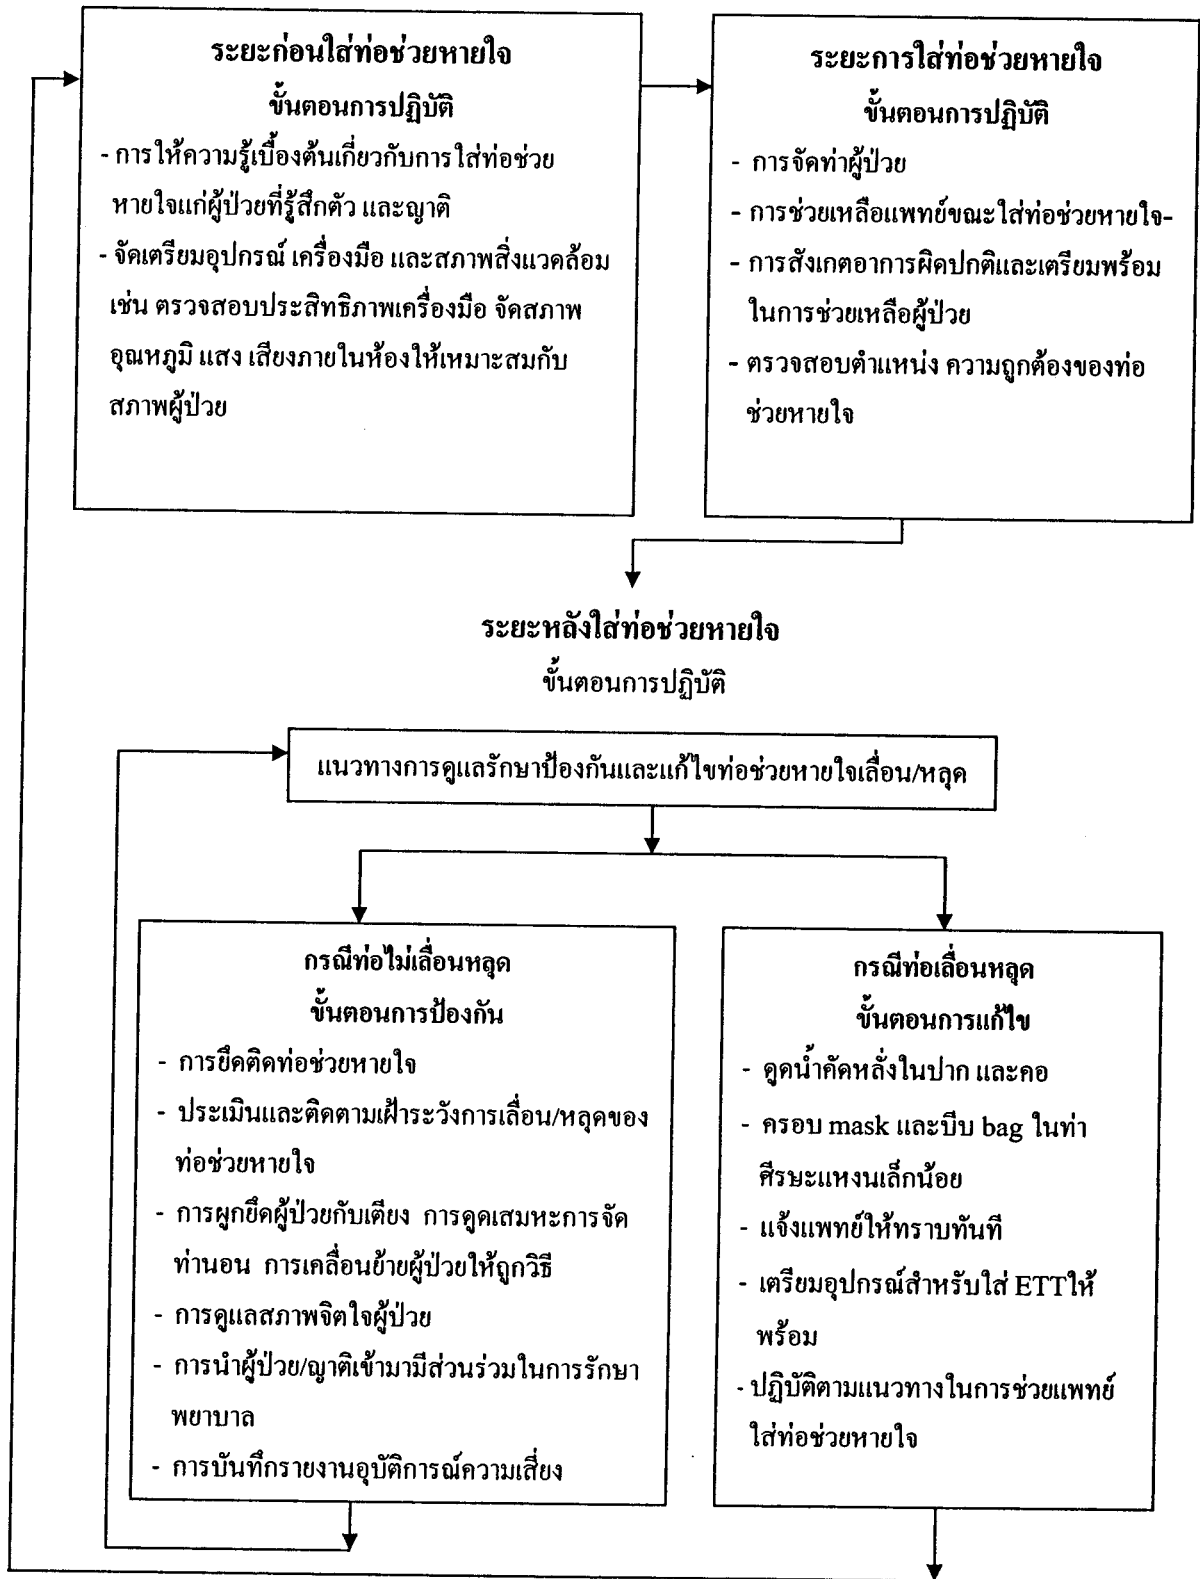 ระยะก่อนใส่ท่อช่วยหายใจ
ขั้นตอนการปฏิบัติ
- การให้ความรู้เบื้องต้นเกี่ยวกับการใส่ท่อช่วย
หายใจแก่ผู้ป่วยที่รู้สึกตัว และญาติ
- จัดเตรียมอุปกรณ์ เครื่องมือ และสภาพสิ่งแวดล้อม
เช่น ตรวจสอบประสิทธิภาพเครื่องมือ จัดสภาพ
อุณหภูมิ แสง เสียงภายในห้องให้เหมาะสมกับ
สภาพผู้ป่วย
ระยะการใส่ท่อช่วยหายใจ
ขั้นตอนการปฏิบัติ
- การจัดท่าผู้ป่วย
- การช่วยเหลือแพทย์ขณะใส่ท่อช่วยหายใจ-
- การสังเกตอาการผิดปกติและเตรียมพร้อม
ในการช่วยเหลือผู้ป่วย
- ตรวจสอบตำแหน่ง ความถูกต้องของท่อ
ช่วยหายใจ
ระยะหลังใส่ท่อช่วยหายใจ
ขั้นตอนการปฏิบัติ
แนวทางการดูแลรักษาป้องกันและแก้ไขท่อช่วยหายใจเลื่อน/หลุด
กรณีท่อไม่เลื่อนหลุด
ขั้นตอนการป้องกัน
- การยึดติดท่อช่วยหายใจ
- ประเมินและติดตามเฝ้าระวังการเลื่อน/หลุดของ
ท่อช่วยหายใจ
- การผูกยึดผู้ป่วยกับเตียง การดูดเสมหะการจัด
ท่านอน การเคลื่อนย้ายผู้ป่วยให้ถูกวิธี
- การดูแลสภาพจิตใจผู้ป่วย
- การนำผู้ป่วย/ญาติเข้ามามีส่วนร่วมในการรักษา
พยาบาล
- การบันทึกรายงานอุบัติการณ์ความเสี่ยง
กรณีท่อเลื่อนหลุด
ขั้นตอนการแก้ไข
- ดูดน้ำคัดหลั่งในปาก และคอ
- ครอบ mask และบีบ bag ในท่า
ศีรษะแหงนเล็กน้อย
- แจ้งแพทย์ให้ทราบทันที
- เตรียมอุปกรณ์สำหรับใส่ ETTให้
พร้อม
- ปฏิบัติตามแนวทางในการช่วยแพทย์
ใส่ท่อช่วยหายใจ